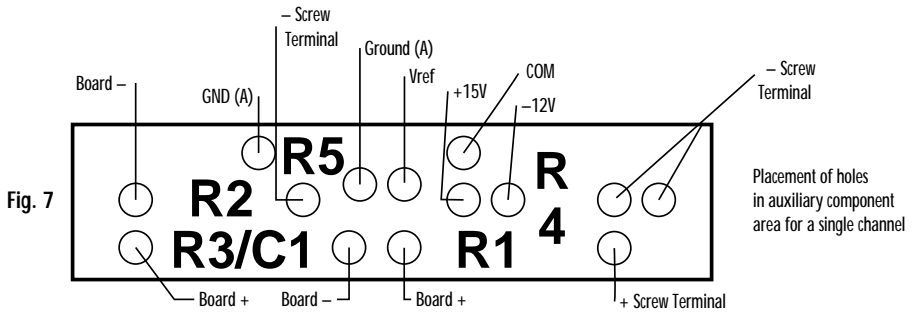 – Screw
Terminal
Ground (A)
Vref
COM
– Screw
Terminal
Board –
GND (A)
+15V
–12V
R5
R
Placement of holes
in auxiliary component
area for a single channel
Fig. 7
R2
4
R3/C1
R1
Board +
Board –
Board +
+ Screw Terminal